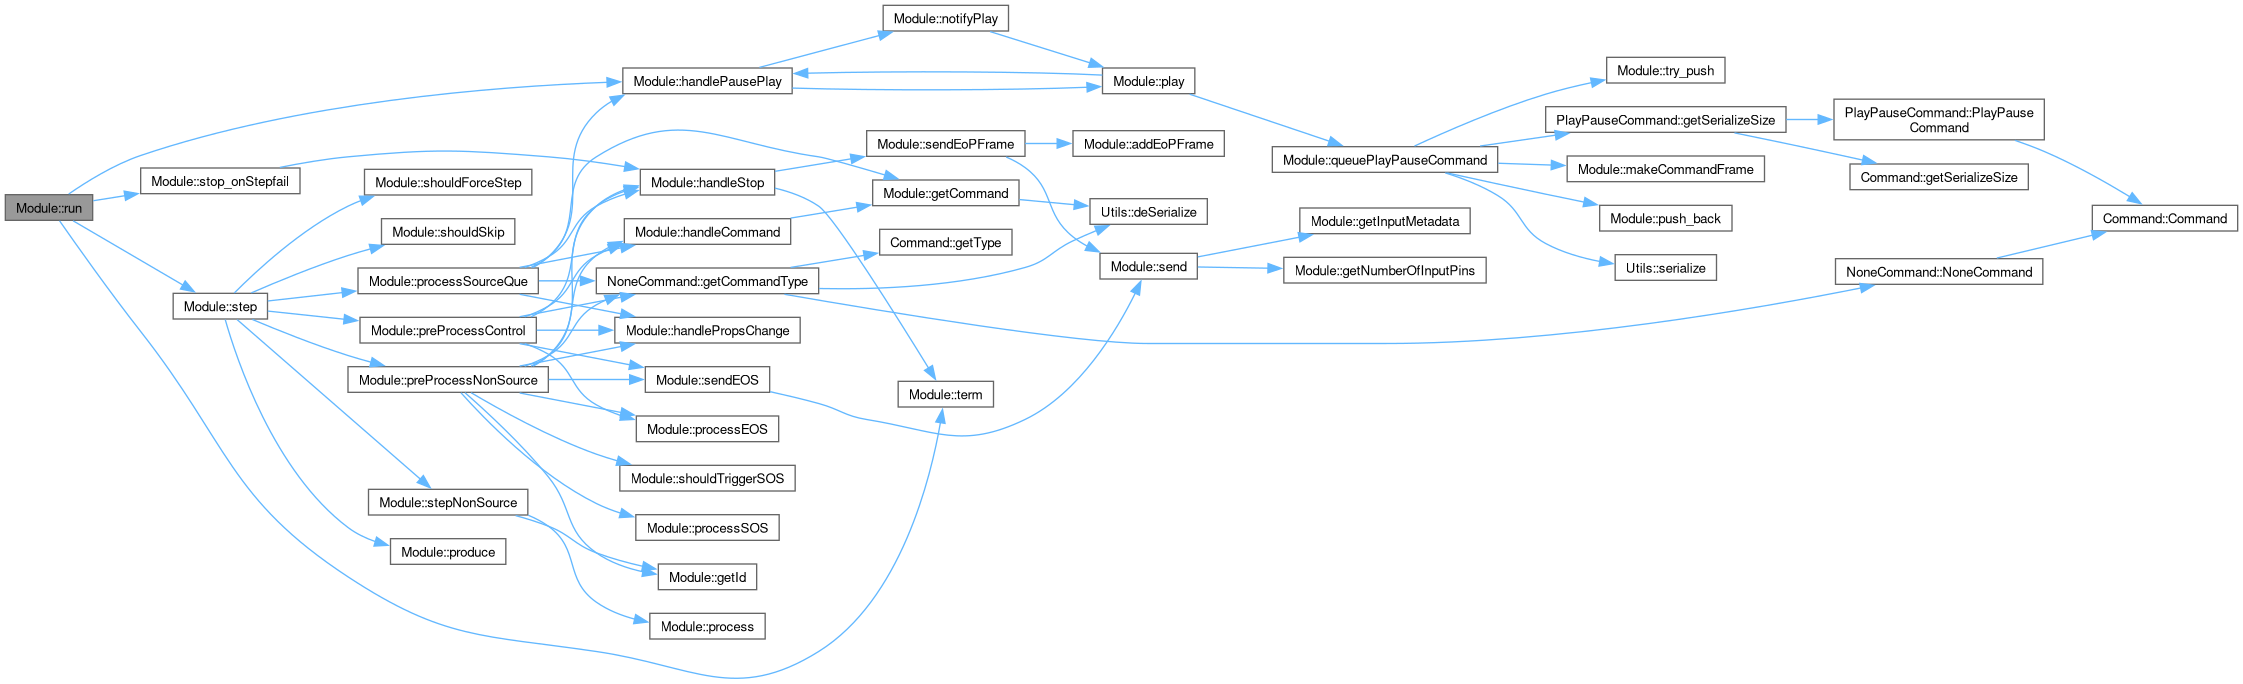 Module::run
Module::stop_onStepfail
Module::step
Module::shouldForceStep
Module::shouldSkip
Module::processSourceQue
Module::preProcessControl
Module::preProcessNonSource
Module::stepNonSource
Module::produce
Module::handlePausePlay
Module::handleStop
Module::handleCommand
NoneCommand::getCommandType
Module::handlePropsChange
Module::sendEOS
Module::processEOS
Module::shouldTriggerSOS
Module::processSOS
Module::getId
Module::process
Module::notifyPlay
Module::sendEoPFrame
Module::getCommand
Command::getType
Module::term
Module::play
Module::addEoPFrame
Utils::deSerialize
Module::send
Module::queuePlayPauseCommand
Module::getInputMetadata
Module::getNumberOfInputPins
Module::try_push
PlayPauseCommand::getSerializeSize
Module::makeCommandFrame
Module::push_back
Utils::serialize
PlayPauseCommand::PlayPause
Command
Command::getSerializeSize
NoneCommand::NoneCommand
Command::Command